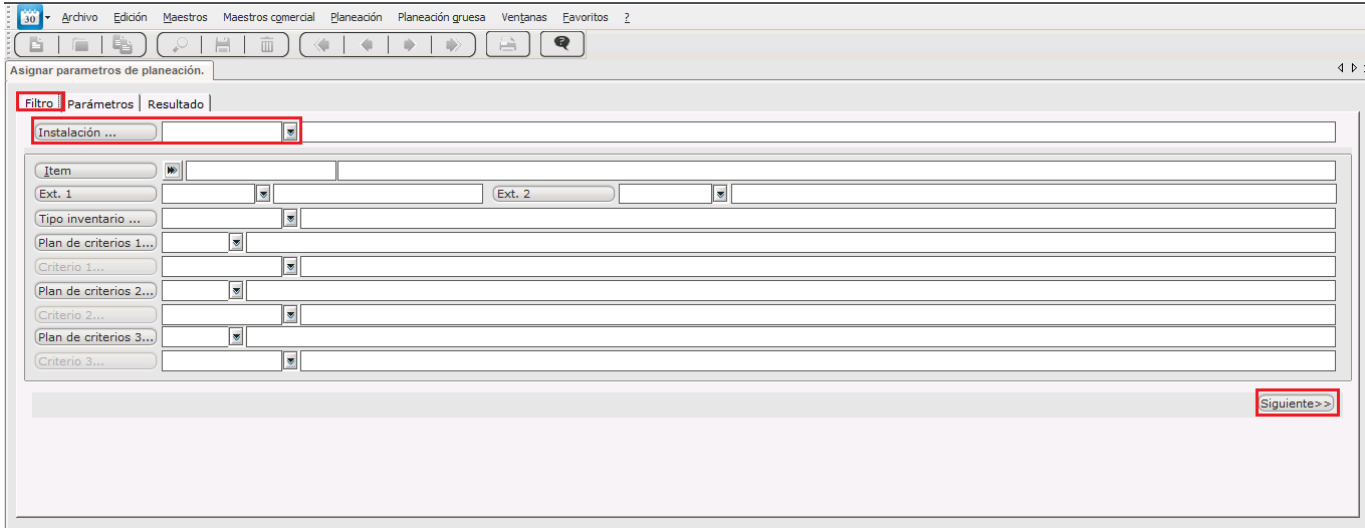 30 Archivo Edición Maestros Maestros comercial Planeación Planeación gruesa Ventanas Favoritos ?
Asignar parametros de planeación.
Filtro Parámetros Resultado
Instalación ...
Item
Ext. 1 Ext. 2
Tipo inventario ...
Plan de criterios 1...
Criterio 1...
Plan de criterios 2...
Criterio 2...
Plan de criterios 3...
Criterio 3...
Siguiente>>